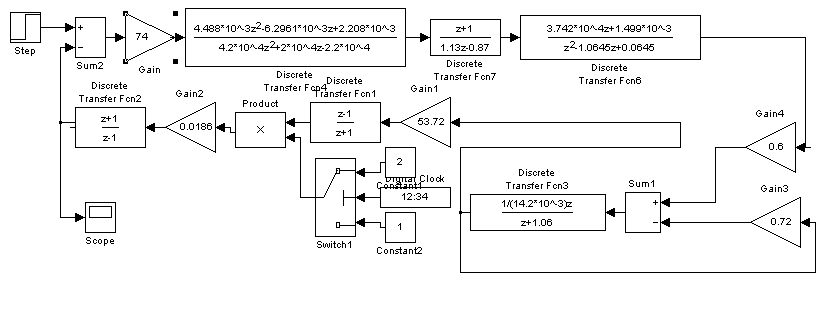 Step
+
−
Sum2
74
Gain
4.488*10^-3z²-6.2961*10^-3z+2.208*10^-3
4.2*10^-4z²+2*10^-4z-2.2*10^-4
Discrete
Transfer Fcn4
z+1
1.13z-0.87
Discrete
Transfer Fcn7
3.742*10^-4z+1.499*10^-3
z²-1.0645z+0.0645
Discrete
Transfer Fcn6
Discrete
Transfer Fcn2
z+1
z-1
Gain2
0.0186
Product
×
Discrete
Transfer Fcn1
z-1
z+1
Gain1
53.72
Gain4
0.6
2
Constant1
Digital Clock
12:34
1
Constant2
Switch1
Scope
Discrete
Transfer Fcn3
1/(14.2*10^-3)z
z+1.06
Sum1
+
−
Gain3
0.72